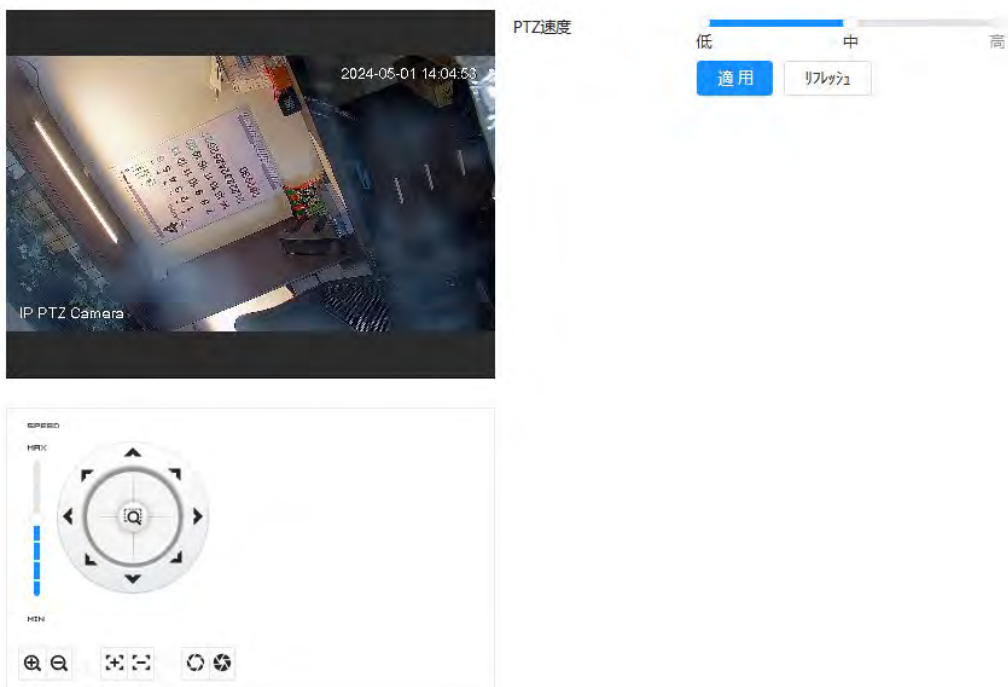 PTZ速度
低 中 高
適用 リフレッシュ
2024-05-01 14:04:53
IP PTZ Camera
SPEED
MAX
MIN